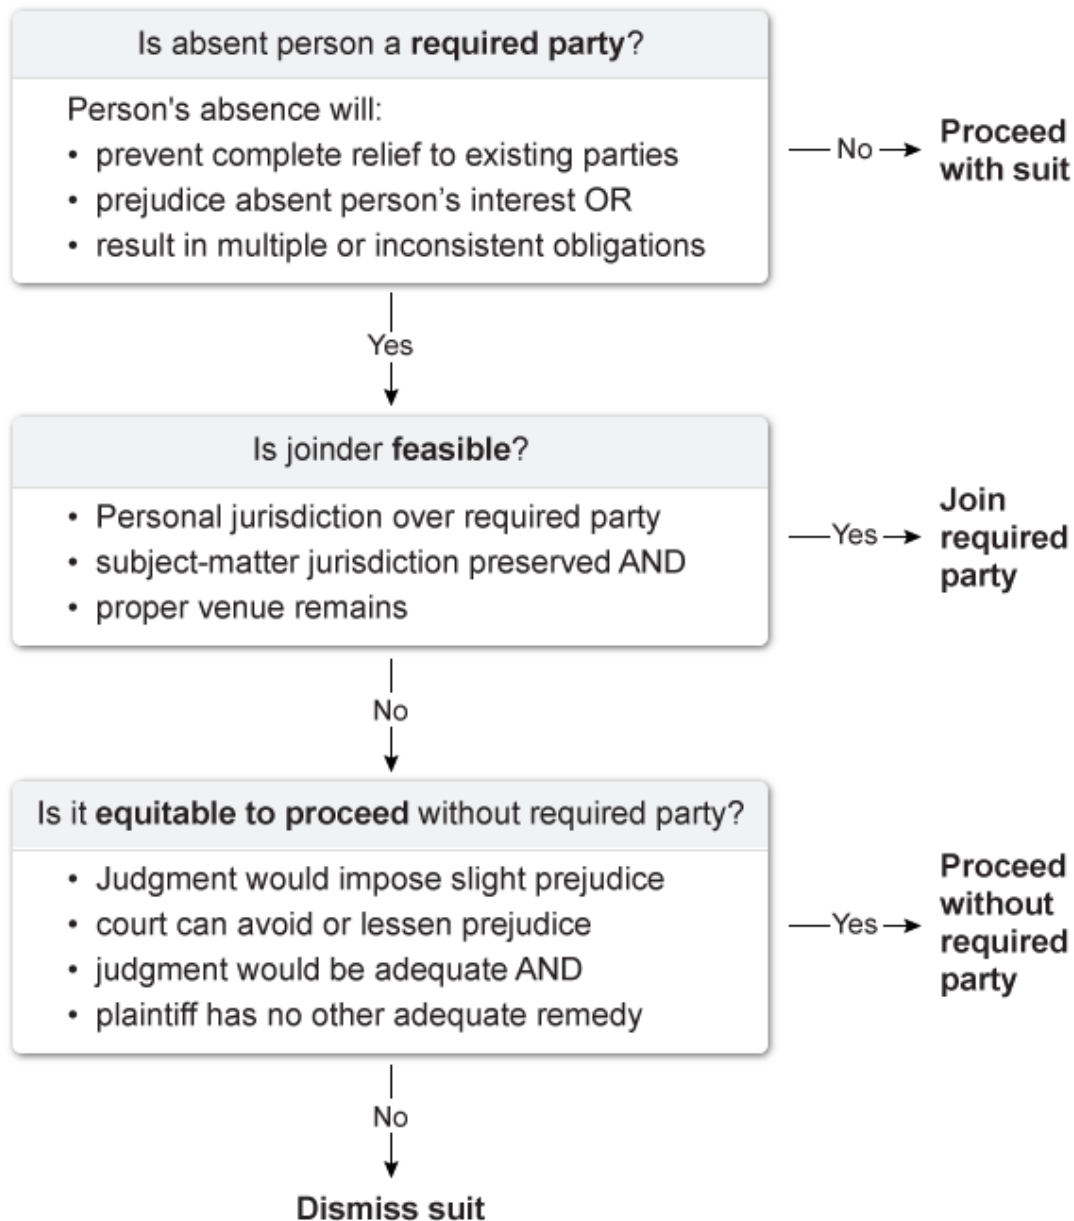 Is absent person a required party?
Person's absence will:
• prevent complete relief to existing parties
• prejudice absent person’s interest OR
• result in multiple or inconsistent obligations
No
Proceed
with suit
Yes
Is joinder feasible?
• Personal jurisdiction over required party
• subject-matter jurisdiction preserved AND
• proper venue remains
Yes
Join
required
party
No
Is it equitable to proceed without required party?
• Judgment would impose slight prejudice
• court can avoid or lessen prejudice
• judgment would be adequate AND
• plaintiff has no other adequate remedy
Yes
Proceed
without
required
party
No
Dismiss suit